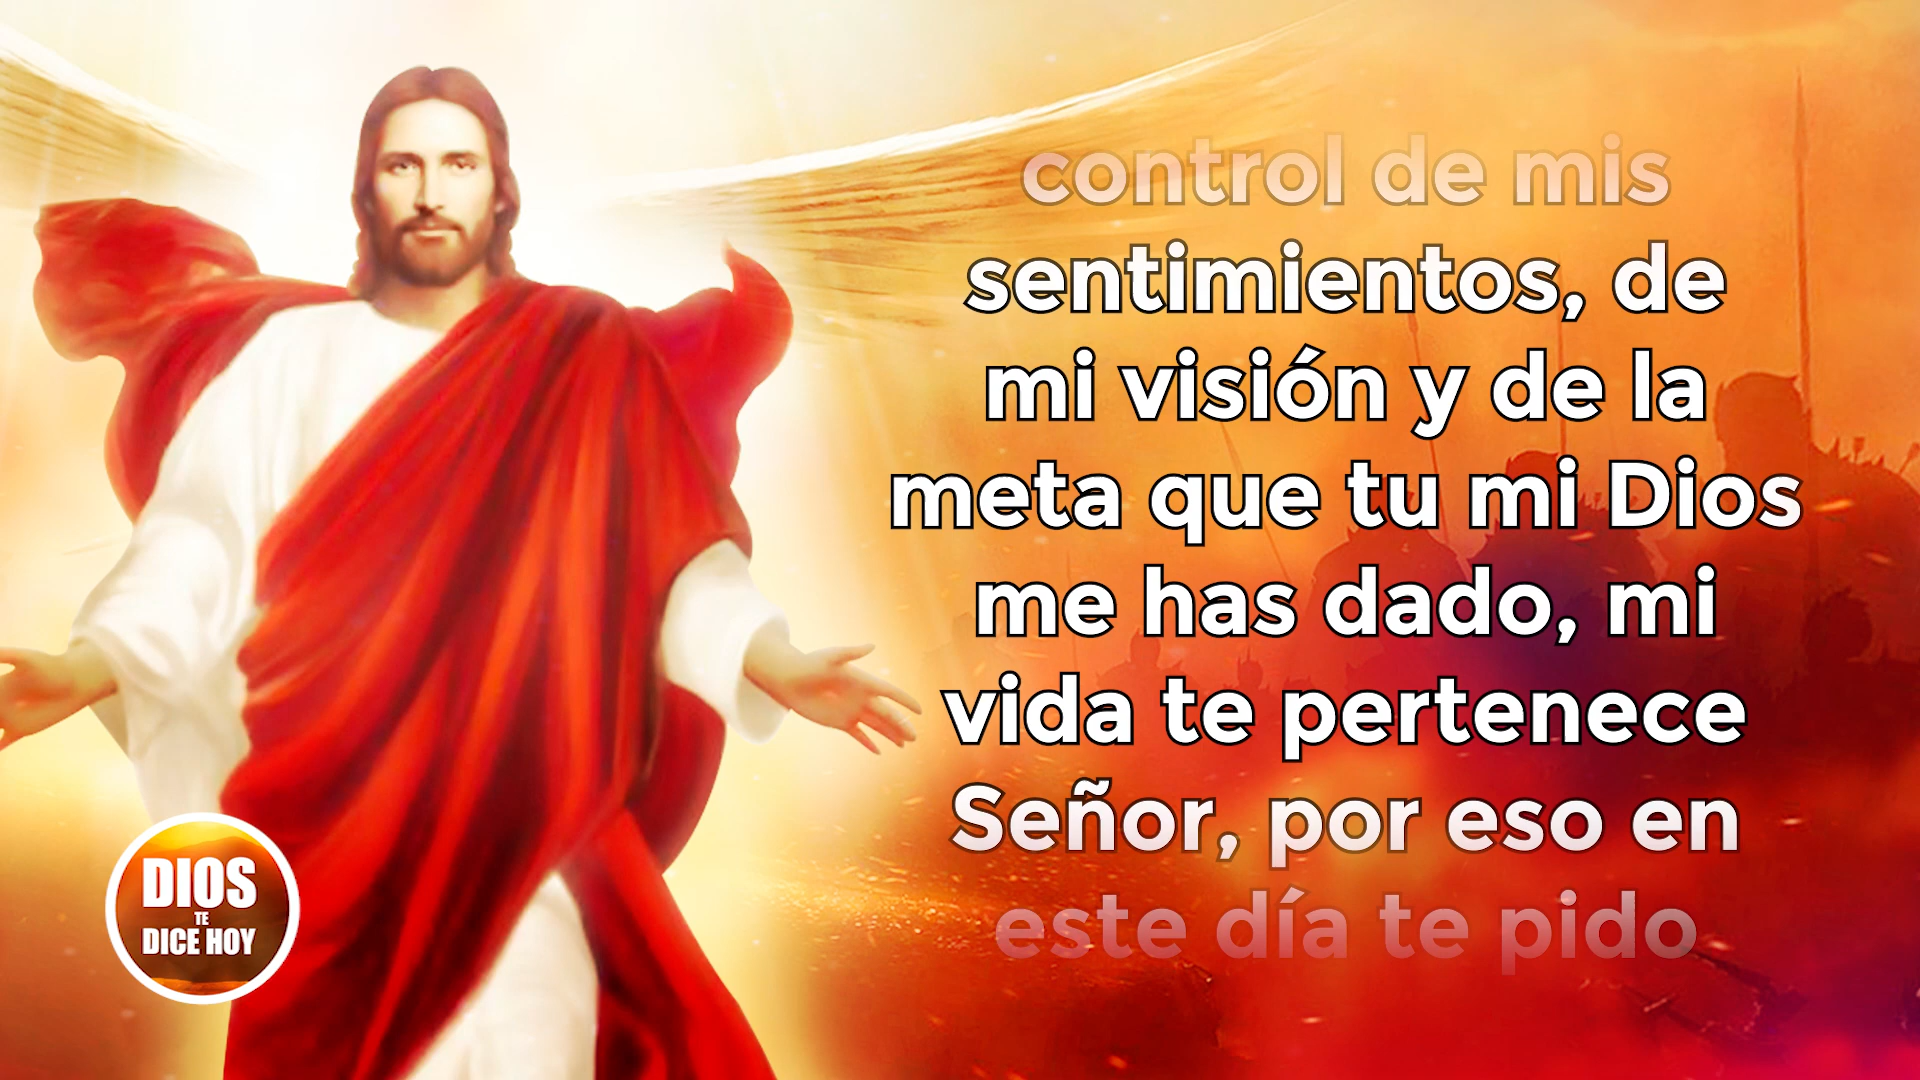 control de mis
sentimientos, de
mi visión y de la
meta que tu mi Dios
me has dado, mi
vida te pertenece
Señor, por eso en
este día te pido
DIOS
TE
DICE HOY